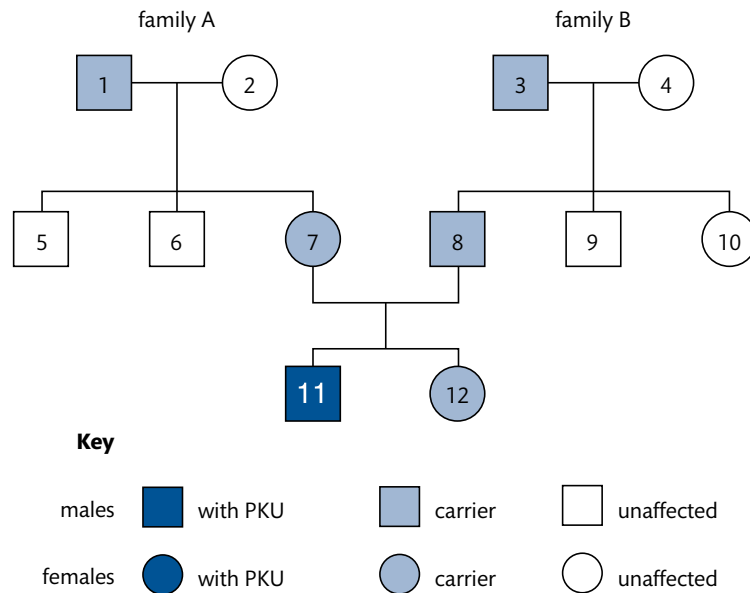 family A family B
1 2 3 4
5 6 7 8 9 10
11 12
Key
males with PKU carrier unaffected
females with PKU carrier unaffected